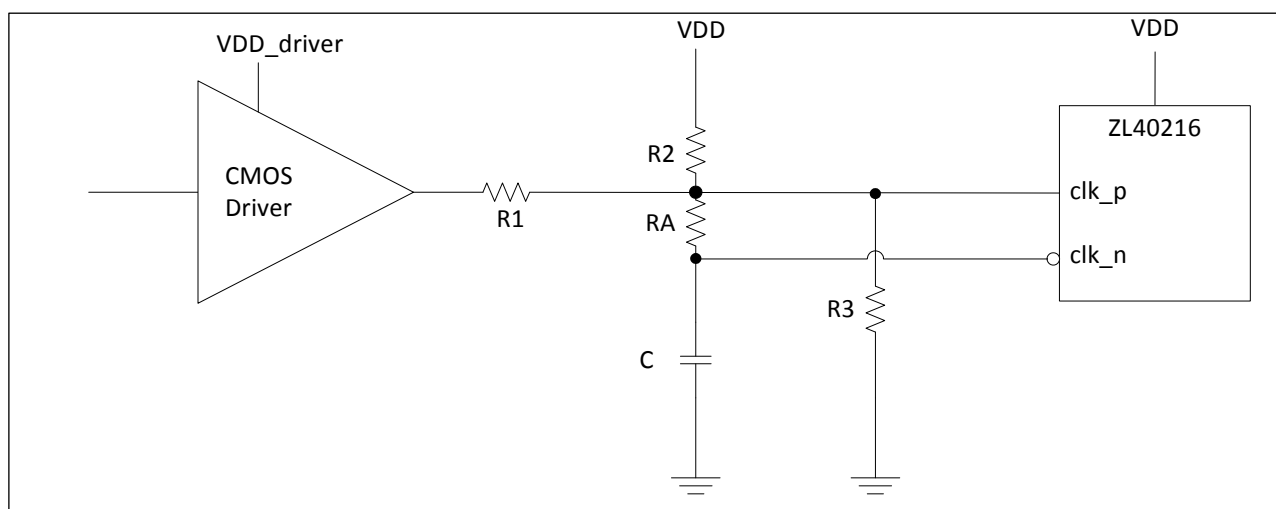 VDD_driver
VDD
VDD
ZL40216
R2
CMOS
Driver
clk_p
R1
RA
clk_n
R3
C